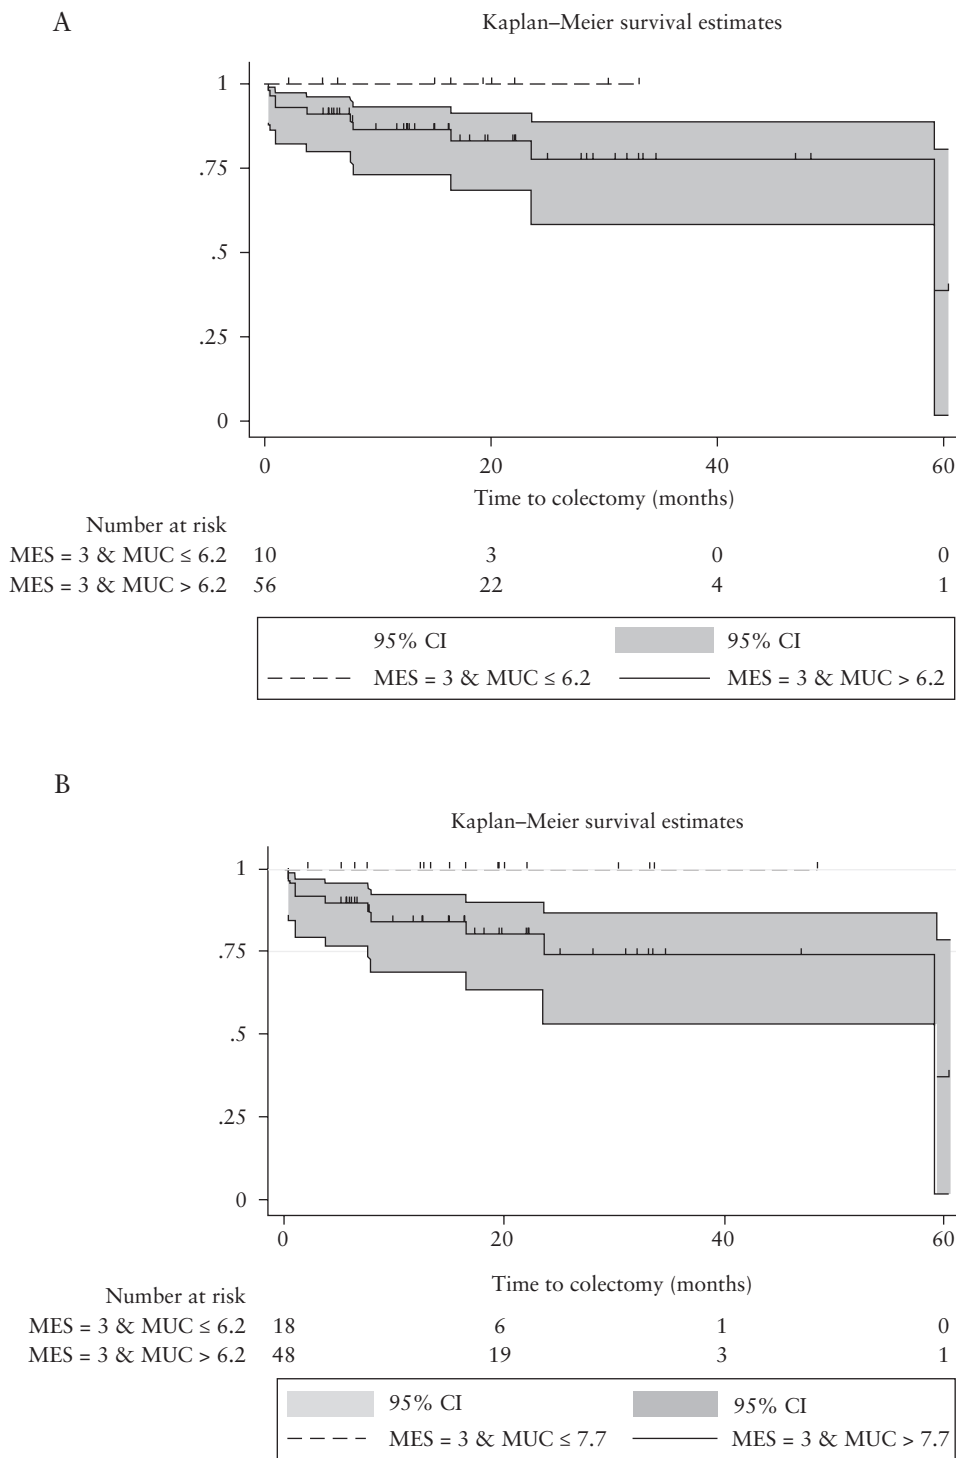 A
Kaplan–Meier survival estimates
1
.75
.5
.25
0
0 20 40 60
Time to colectomy (months)
Number at risk
MES = 3 & MUC ≤ 6.2 10 3 0 0
MES = 3 & MUC > 6.2 56 22 4 1
95% CI 95% CI
MES = 3 & MUC ≤ 6.2 MES = 3 & MUC > 6.2
B
Kaplan–Meier survival estimates
1
.75
.5
.25
0
0 20 40 60
Time to colectomy (months)
Number at risk
MES = 3 & MUC ≤ 6.2 18 6 1 0
MES = 3 & MUC > 6.2 48 19 3 1
95% CI 95% CI
MES = 3 & MUC ≤ 7.7 MES = 3 & MUC > 7.7